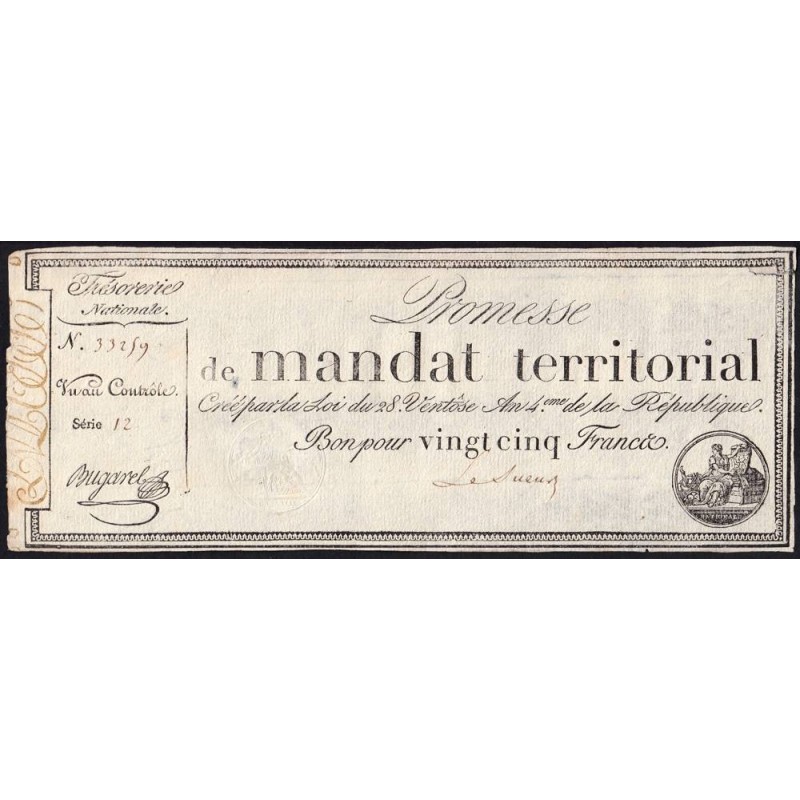 Trésorerie
Nationale.
N. 33259
Vu au Contrôle.
Série 12
Bugarel
Promesse
de mandat territorial
Créé par la Loi du 28. Ventôse An 4.eme de la République.
Bon pour vingt cinq Francs.
Le Sueur